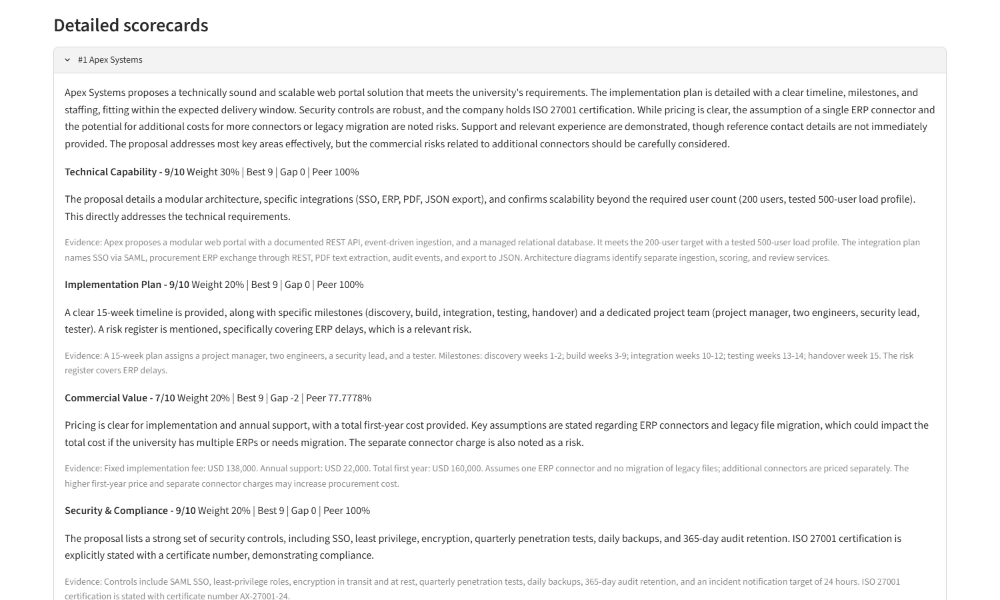 Detailed scorecards
#1 Apex Systems
Apex Systems proposes a technically sound and scalable web portal solution that meets the university's requirements. The implementation plan is detailed with a clear timeline, milestones, and
staffing, fitting within the expected delivery window. Security controls are robust, and the company holds ISO 27001 certification. While pricing is clear, the assumption of a single ERP connector and
the potential for additional costs for more connectors or legacy migration are noted risks. Support and relevant experience are demonstrated, though reference contact details are not immediately
provided. The proposal addresses most key areas effectively, but the commercial risks related to additional connectors should be carefully considered.
Technical Capability - 9/10 Weight 30% | Best 9 | Gap 0 | Peer 100%
The proposal details a modular architecture, specific integrations (SSO, ERP, PDF, JSON export), and confirms scalability beyond the required user count (200 users, tested 500-user load profile).
This directly addresses the technical requirements.
Evidence: Apex proposes a modular web portal with a documented REST API, event-driven ingestion, and a managed relational database. It meets the 200-user target with a tested 500-user load profile. The integration plan
names SSO via SAML, procurement ERP exchange through REST, PDF text extraction, audit events, and export to JSON. Architecture diagrams identify separate ingestion, scoring, and review services.
Implementation Plan - 9/10 Weight 20% | Best 9 | Gap 0 | Peer 100%
A clear 15-week timeline is provided, along with specific milestones (discovery, build, integration, testing, handover) and a dedicated project team (project manager, two engineers, security lead,
tester). A risk register is mentioned, specifically covering ERP delays, which is a relevant risk.
Evidence: A 15-week plan assigns a project manager, two engineers, a security lead, and a tester. Milestones: discovery weeks 1-2; build weeks 3-9; integration weeks 10-12; testing weeks 13-14; handover week 15. The risk
register covers ERP delays.
Commercial Value - 7/10 Weight 20% | Best 9 | Gap -2 | Peer 77.7778%
Pricing is clear for implementation and annual support, with a total first-year cost provided. Key assumptions are stated regarding ERP connectors and legacy file migration, which could impact the
total cost if the university has multiple ERPs or needs migration. The separate connector charge is also noted as a risk.
Evidence: Fixed implementation fee: USD 138,000. Annual support: USD 22,000. Total first year: USD 160,000. Assumes one ERP connector and no migration of legacy files; additional connectors are priced separately. The
higher first-year price and separate connector charges may increase procurement cost.
Security & Compliance - 9/10 Weight 20% | Best 9 | Gap 0 | Peer 100%
The proposal lists a strong set of security controls, including SSO, least privilege, encryption, quarterly penetration tests, daily backups, and 365-day audit retention. ISO 27001 certification is
explicitly stated with a certificate number, demonstrating compliance.
Evidence: Controls include SAML SSO, least-privilege roles, encryption in transit and at rest, quarterly penetration tests, daily backups, 365-day audit retention, and an incident notification target of 24 hours. ISO 27001
certification is stated with certificate number AX-27001-24.